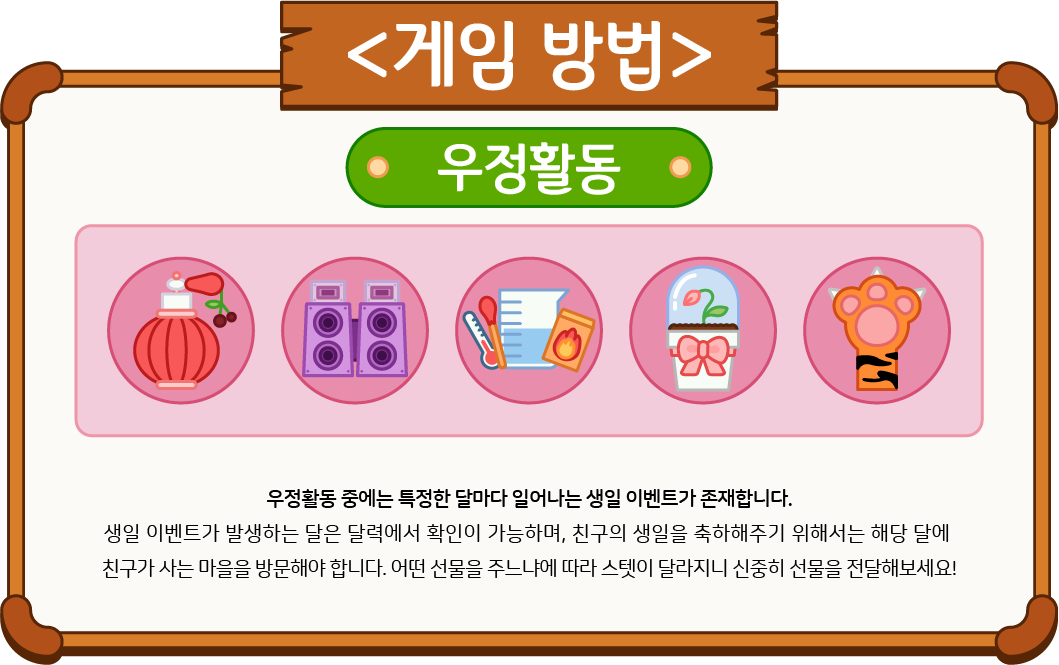 <게임 방법>
우정활동
우정활동 중에는 특정한 달마다 일어나는 생일 이벤트가 존재합니다.
생일 이벤트가 발생하는 달은 달력에서 확인이 가능하며, 친구의 생일을 축하해주기 위해서는 해당 달에
친구가 사는 마을을 방문해야 합니다. 어떤 선물을 주느냐에 따라 스텟이 달라지니 신중히 선물을 전달해보세요!